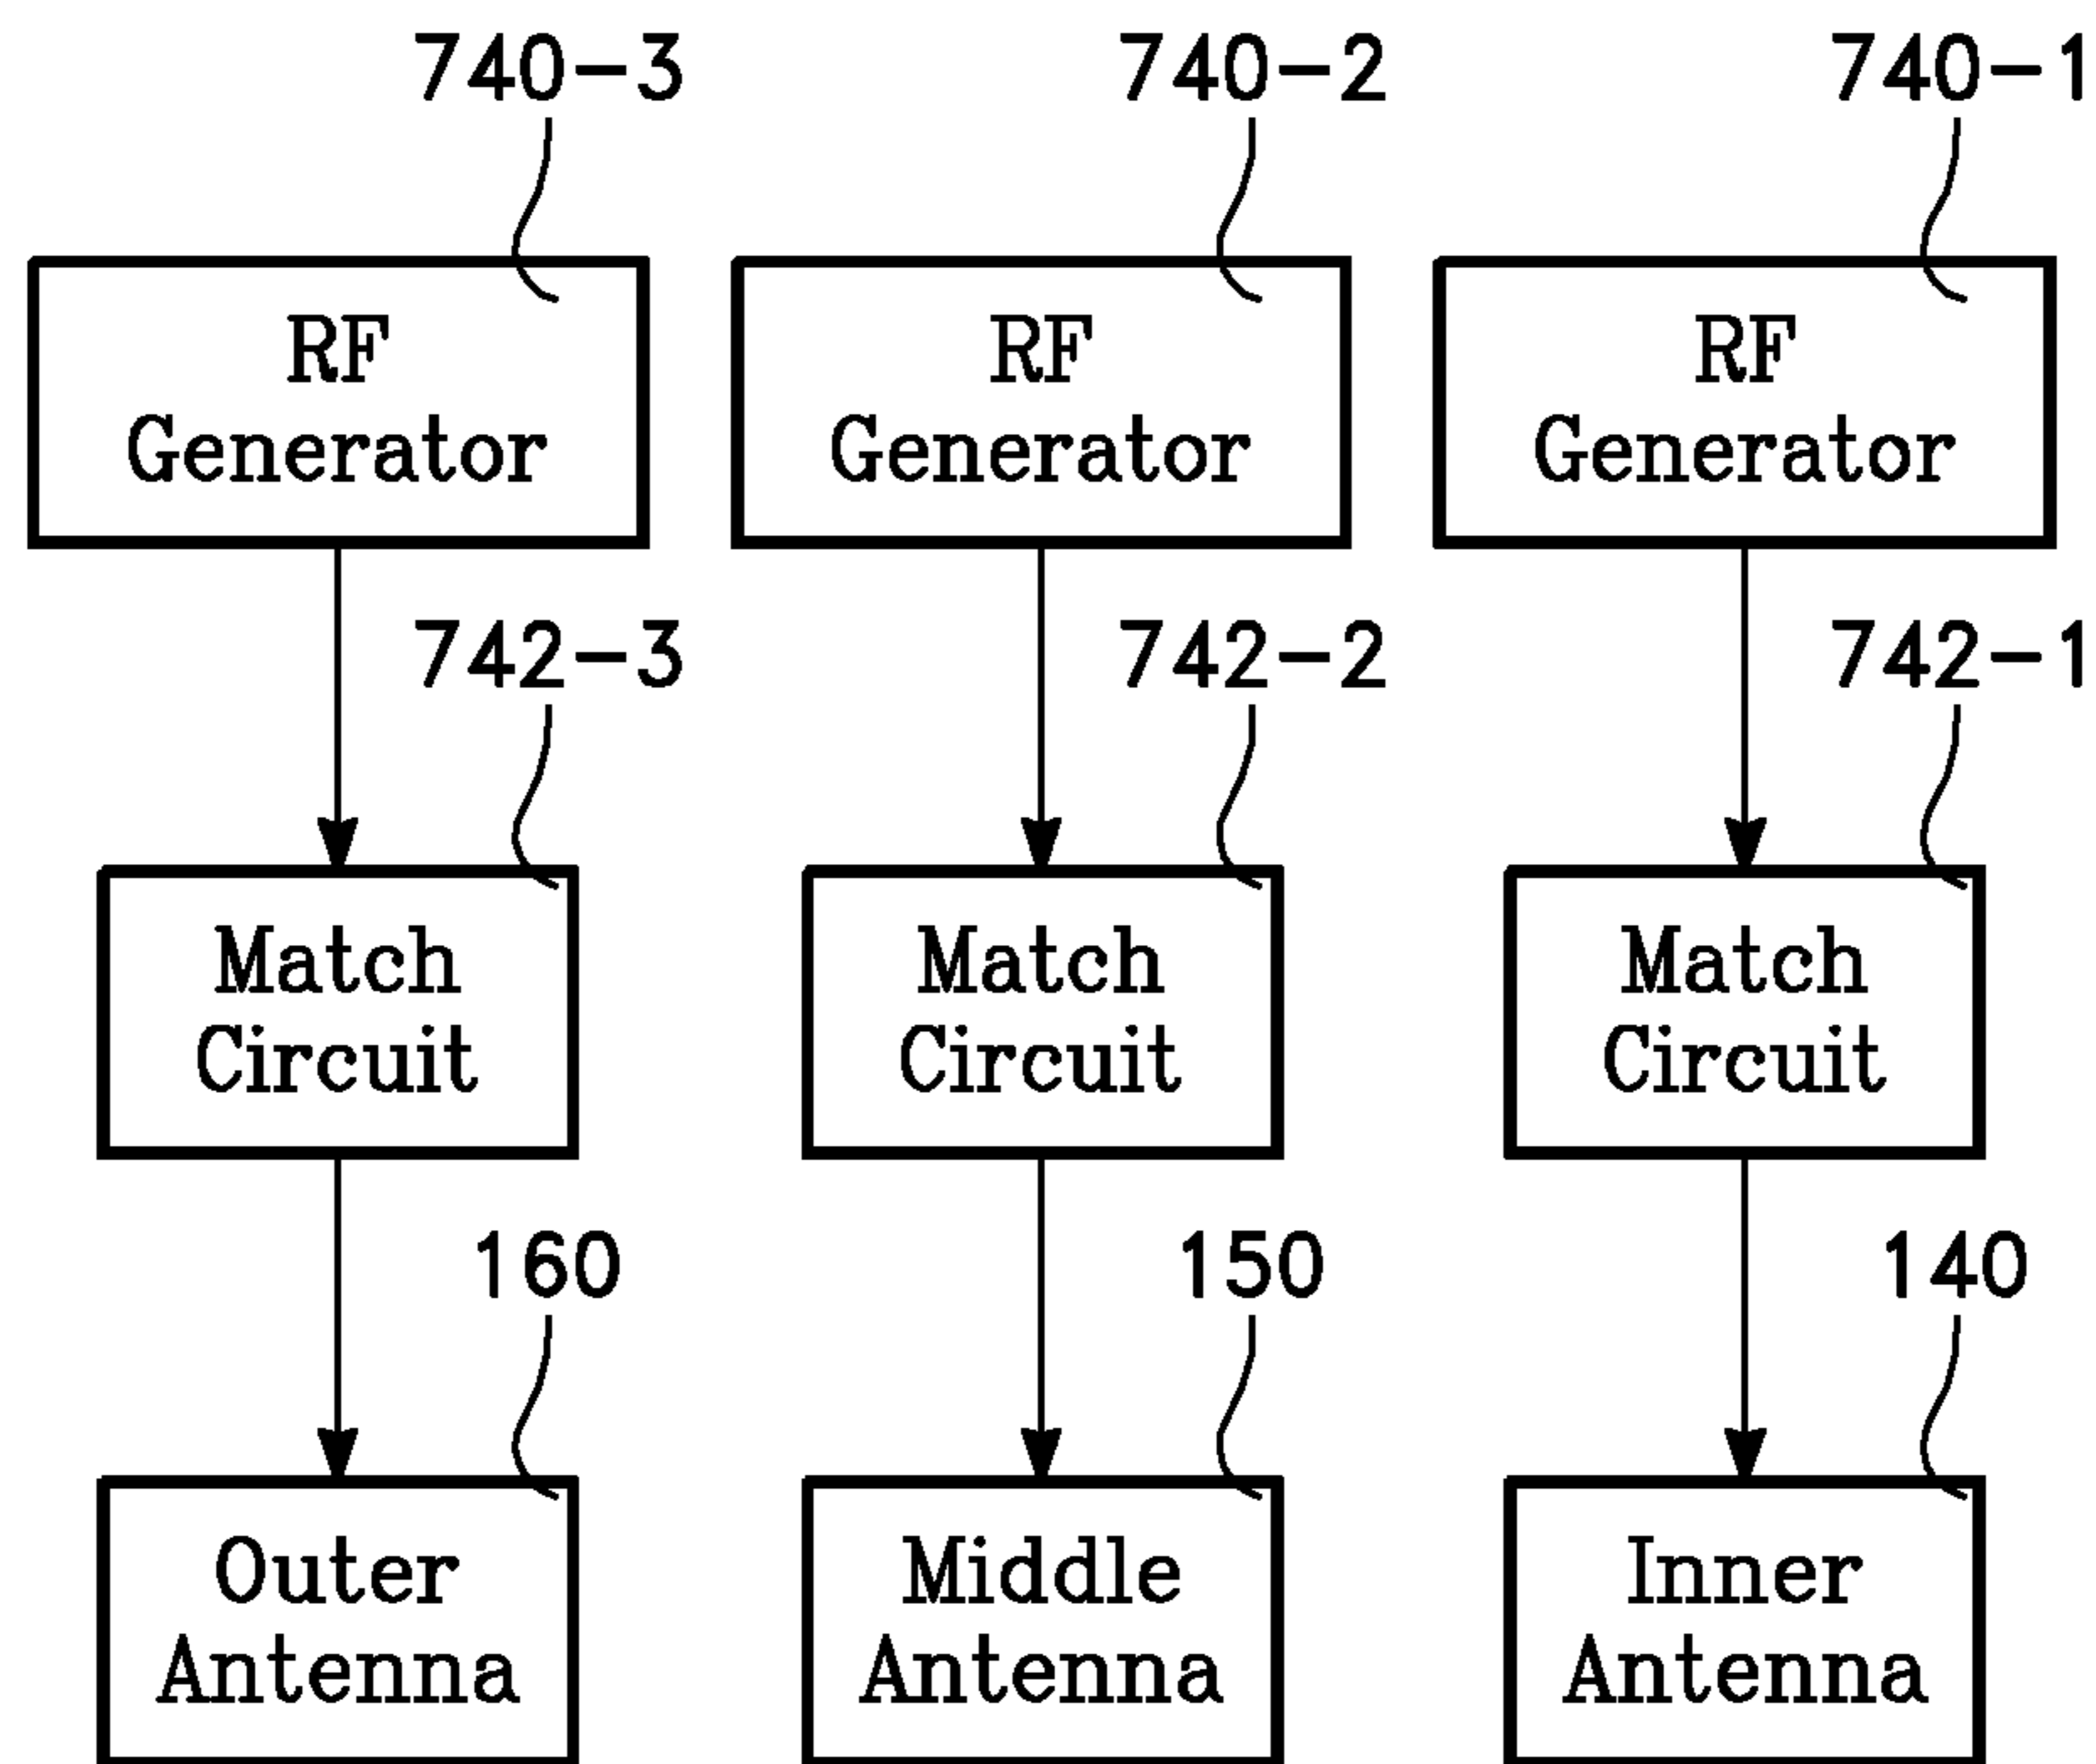 740-3 740-2 740-1
RF RF RF
Generator Generator Generator
742-3 742-2 742-1
Match Match Match
Circuit Circuit Circuit
160 150 140
Outer Middle Inner
Antenna Antenna Antenna